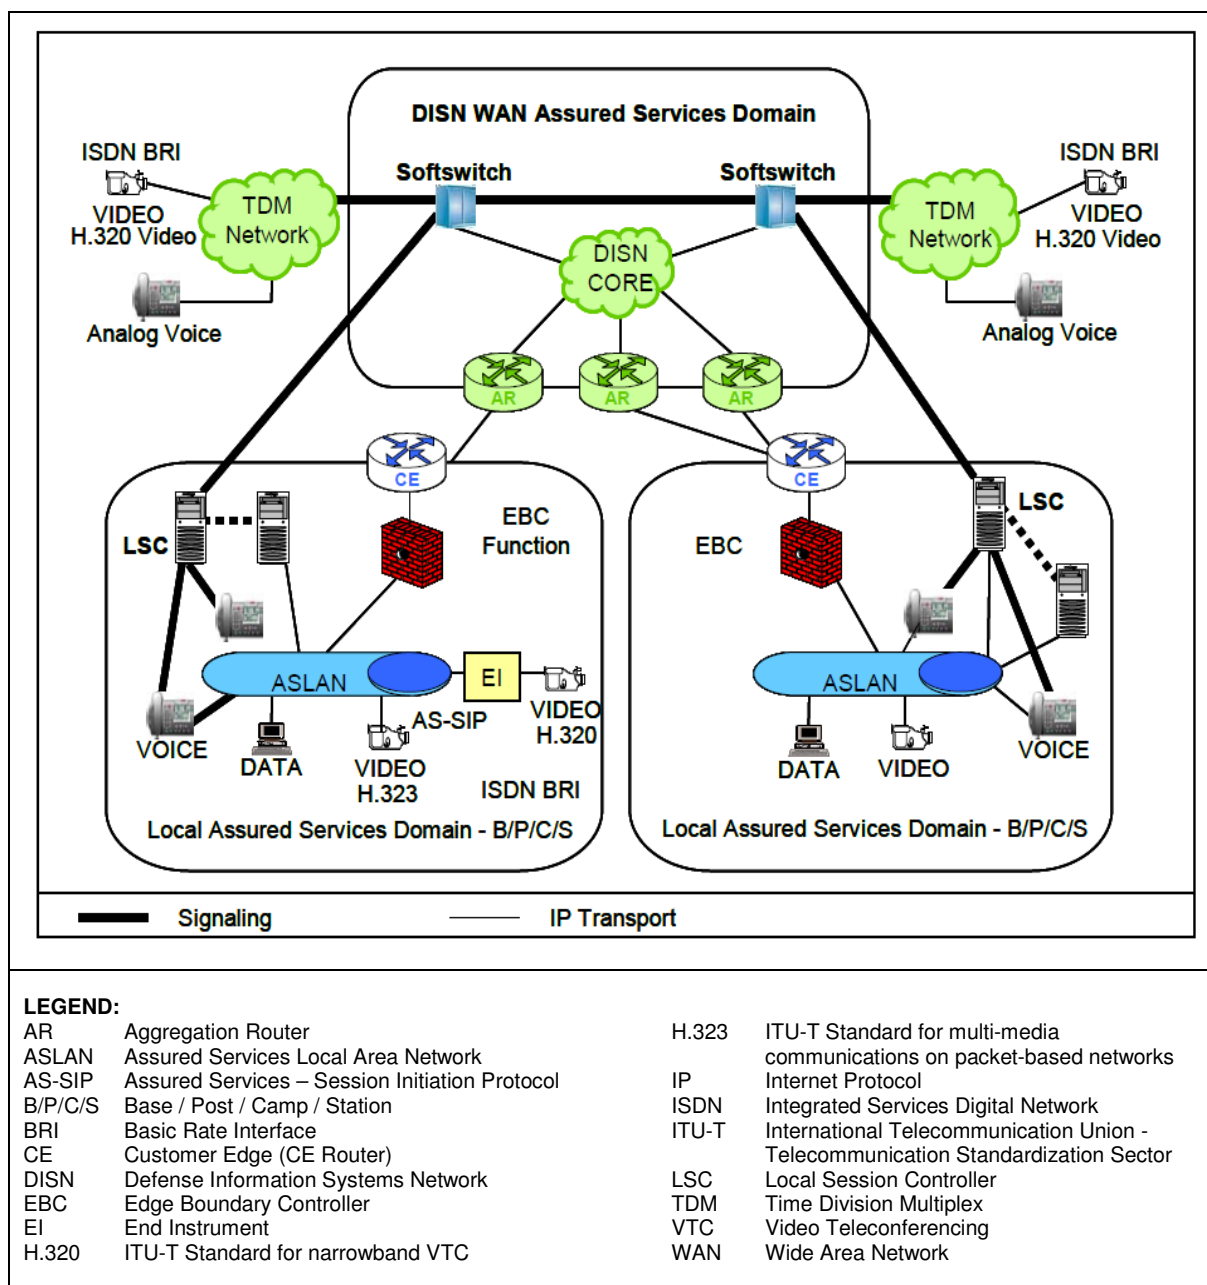 DISN WAN Assured Services Domain
ISDN BRI
VIDEO
H.320 Video
TDM
Network
Analog Voice
Softswitch
Softswitch
DISN
CORE
TDM
Network
ISDN BRI
VIDEO
H.320 Video
Analog Voice
AR
AR
AR
CE
LSC
EBC
Function
ASLAN
EI
AS-SIP
VIDEO
H.320
VOICE
DATA
VIDEO
H.323
ISDN BRI
Local Assured Services Domain - B/P/C/S
CE
EBC
LSC
ASLAN
DATA
VIDEO
VOICE
Local Assured Services Domain - B/P/C/S
Signaling
IP Transport
LEGEND:
AR Aggregation Router
ASLAN Assured Services Local Area Network
AS-SIP Assured Services – Session Initiation Protocol
B/P/C/S Base / Post / Camp / Station
BRI Basic Rate Interface
CE Customer Edge (CE Router)
DISN Defense Information Systems Network
EBC Edge Boundary Controller
EI End Instrument
H.320 ITU-T Standard for narrowband VTC
H.323 ITU-T Standard for multi-media
communications on packet-based networks
IP Internet Protocol
ISDN Integrated Services Digital Network
ITU-T International Telecommunication Union -
Telecommunication Standardization Sector
LSC Local Session Controller
TDM Time Division Multiplex
VTC Video Teleconferencing
WAN Wide Area Network